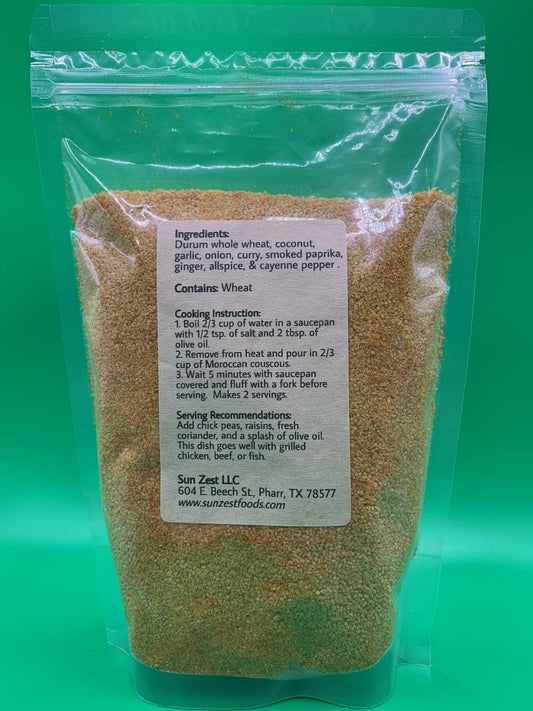 Ingredients:
Durum whole wheat, coconut,
garlic, onion, curry, smoked paprika,
ginger, allspice, & cayenne pepper .
Contains: Wheat
Cooking Instruction:
1. Boil 2/3 cup of water in a saucepan
with 1/2 tsp. of salt and 2 tbsp. of
olive oil.
2. Remove from heat and pour in 2/3
cup of Moroccan couscous.
3. Wait 5 minutes with saucepan
covered and fluff with a fork before
serving. Makes 2 servings.
Serving Recommendations:
Add chick peas, raisins, fresh
coriander, and a splash of olive oil.
This dish goes well with grilled
chicken, beef, or fish.
Sun Zest LLC
604 E. Beech St., Pharr, TX 78577
www.sunzestfoods.com